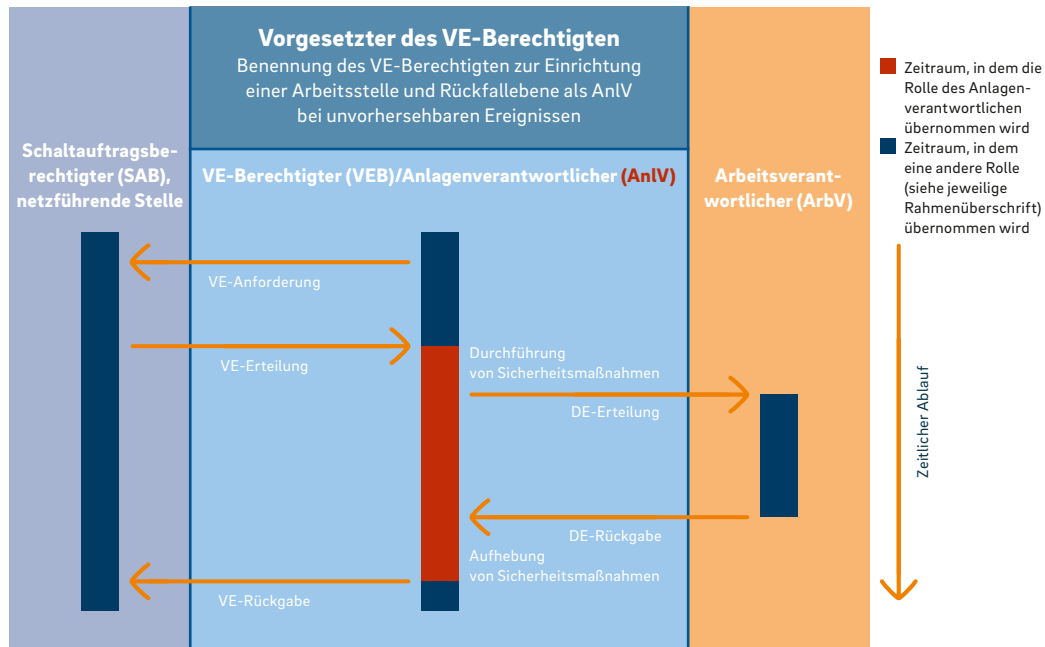 Vorgesetzter des VE-Berechtigten
Benennung des VE-Berechtigten zur Einrichtung
einer Arbeitsstelle und Rückfallebene als AnlV
bei unvorhersehbaren Ereignissen
Schaltauftragsbe-
rechtigter (SAB),
netzführende Stelle
VE-Berechtigter (VEB)/Anlagenverantwortlicher (AnlV)
Arbeitsverant-
wortlicher (ArbV)
VE-Anforderung
VE-Erteilung
Durchführung
von Sicherheitsmaßnahmen
DE-Erteilung
DE-Rückgabe
Aufhebung
von Sicherheitsmaßnahmen
VE-Rückgabe
Zeitraum, in dem die
Rolle des Anlagen-
verantwortlichen
übernommen wird
Zeitraum, in dem
eine andere Rolle
(siehe jeweilige
Rahmenüberschrift)
übernommen wird
Zeitlicher Ablauf